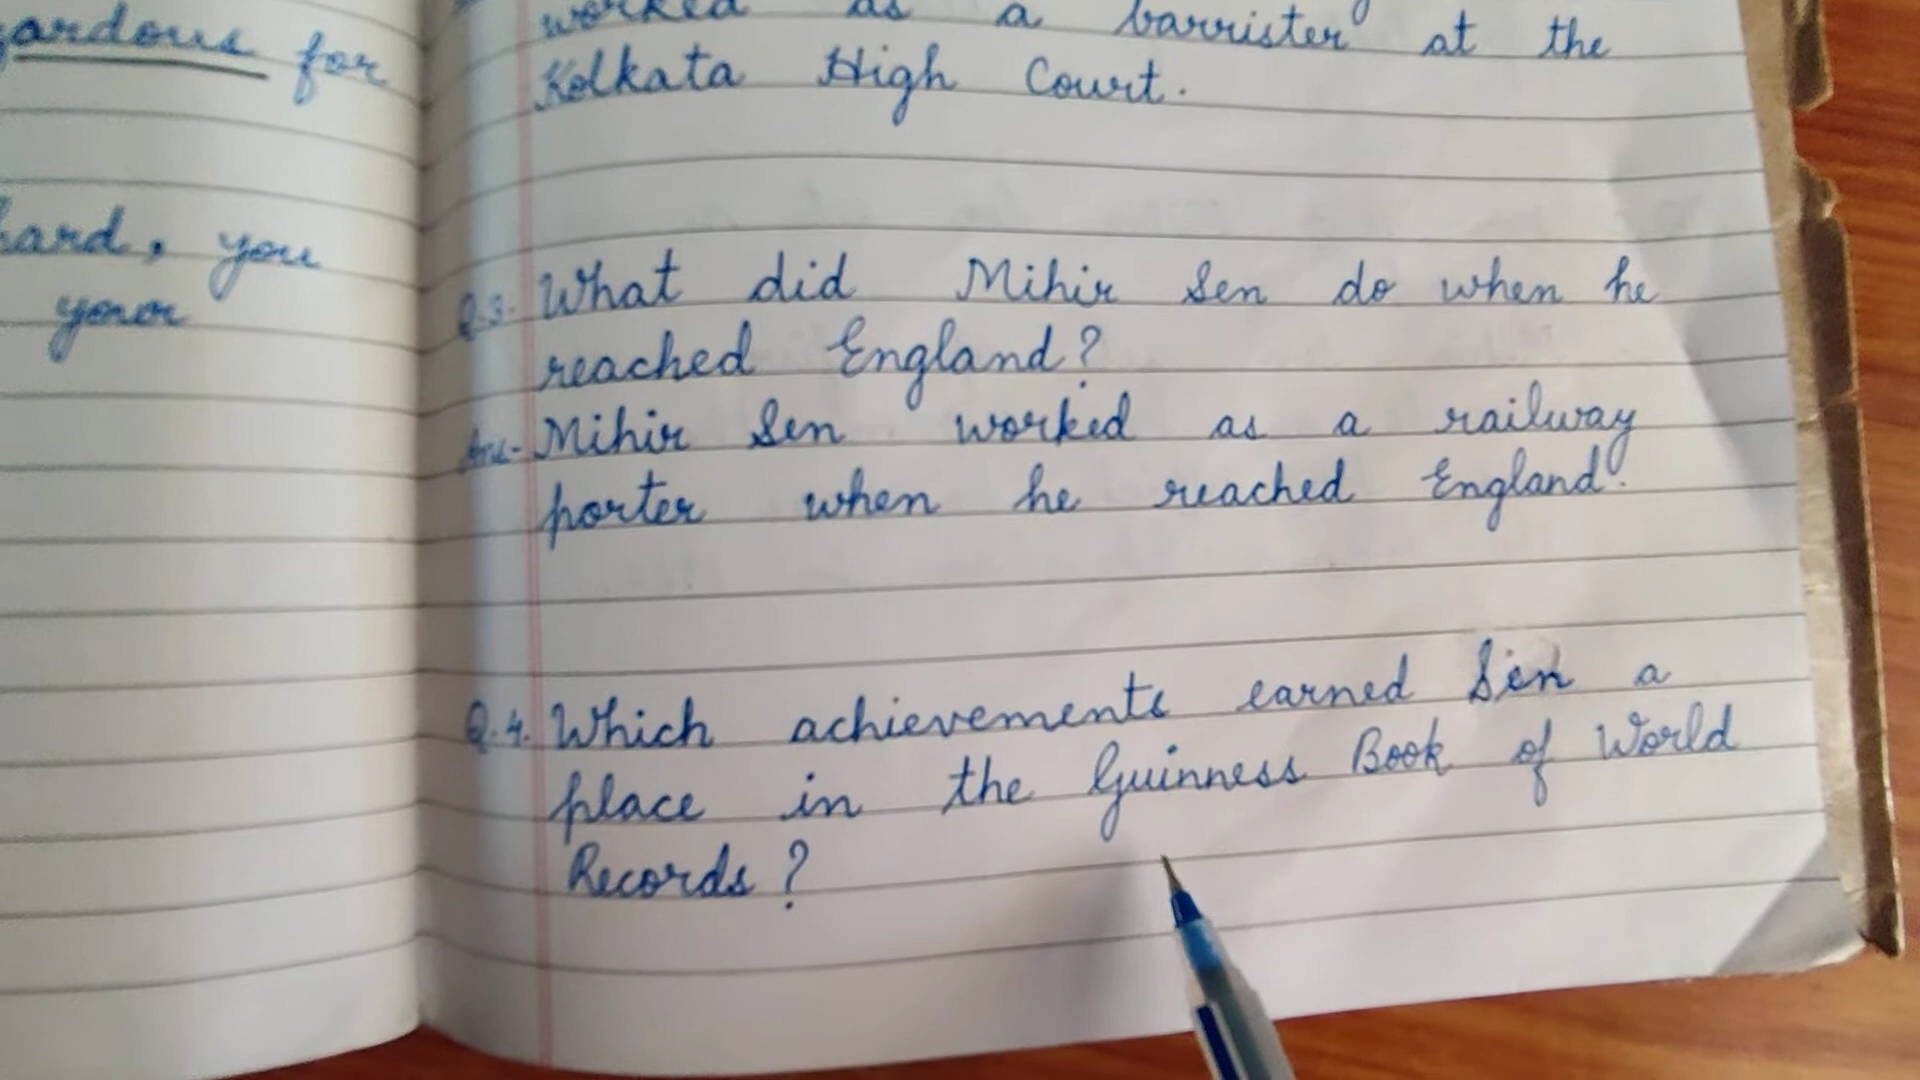 gardous for
hard, you
your
worked as a barrister at the
Kolkata High Court.
Q.3. What did Mihir Sen do when he
reached England?
Ans- Mihir Sen worked as a railway
porter when he reached England.
Q.4. Which achievements earned Sen a
place in the Guinness Book of World
Records?